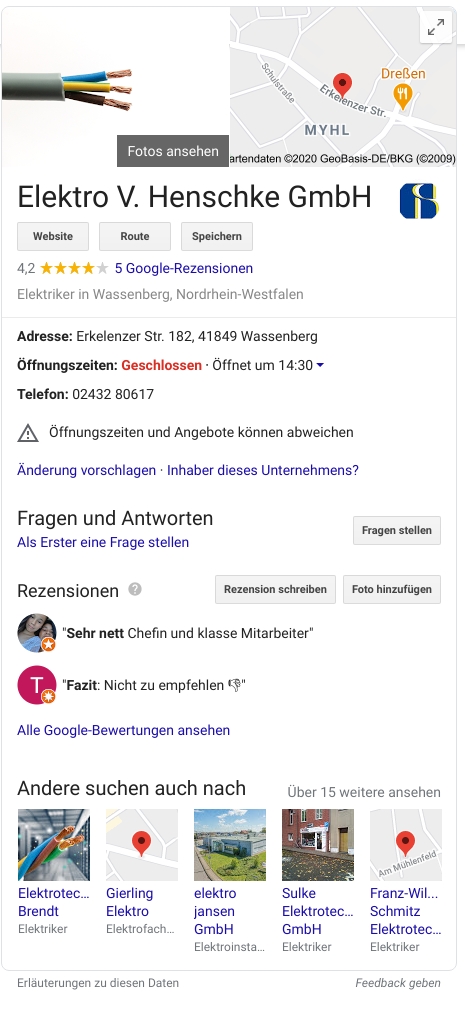 Schulstraße
Erkelenzer Str.
Dreßen
MYHL
Fotos ansehen
artendaten ©2020 GeoBasis-DE/BKG (©2009)
Elektro V. Henschke GmbH
Website Route Speichern
4,2 5 Google-Rezensionen
Elektriker in Wassenberg, Nordrhein-Westfalen
Adresse: Erkelenzer Str. 182, 41849 Wassenberg
Öffnungszeiten: Geschlossen · Öffnet um 14:30
Telefon: 02432 80617
Öffnungszeiten und Angebote können abweichen
Änderung vorschlagen · Inhaber dieses Unternehmens?
Fragen und Antworten
Fragen stellen
Als Erster eine Frage stellen
Rezensionen ?
Rezension schreiben Foto hinzufügen
"Sehr nett Chefin und klasse Mitarbeiter"
T
"Fazit: Nicht zu empfehlen 👎"
Alle Google-Bewertungen ansehen
Andere suchen auch nach
Über 15 weitere ansehen
Am Mühlenfeld
Elektrotec...
Brendt
Elektriker
Gierling
Elektro
Elektrofach...
elektro
jansen
GmbH
Elektroinsta...
Sulke
Elektrotec...
GmbH
Elektriker
Franz-Wil...
Schmitz
Elektrotec...
Elektriker
Erläuterungen zu diesen Daten
Feedback geben